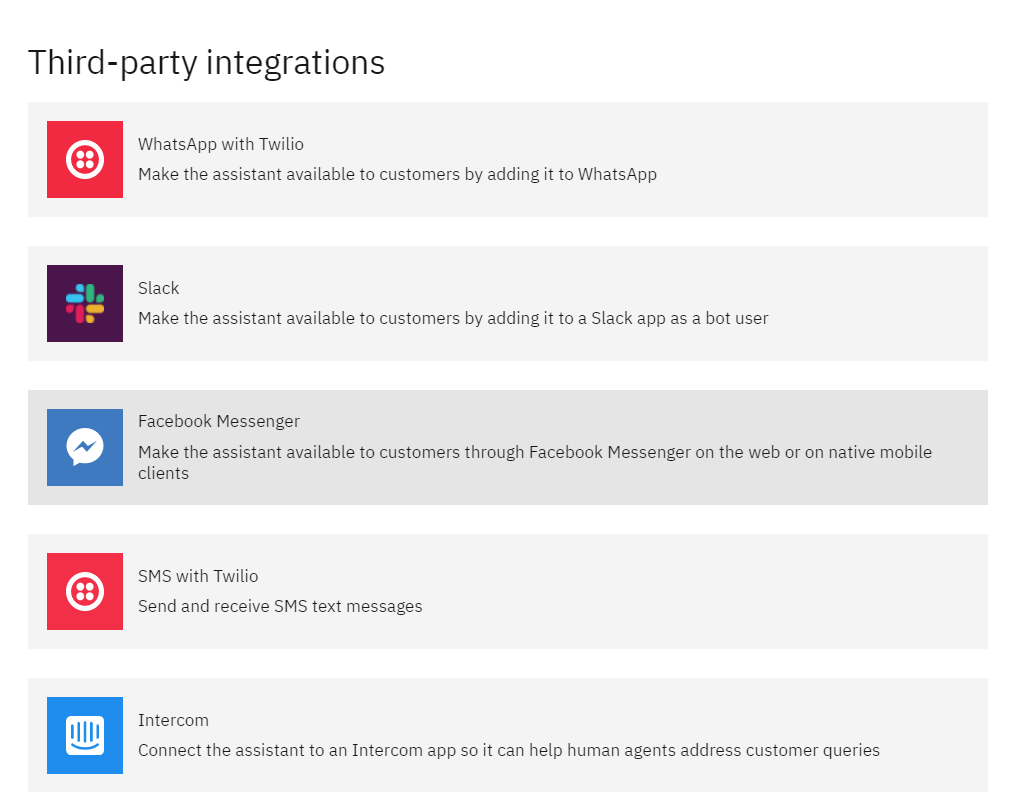 Third-party integrations
WhatsApp with Twilio
Make the assistant available to customers by adding it to WhatsApp
Slack
Make the assistant available to customers by adding it to a Slack app as a bot user
Facebook Messenger
Make the assistant available to customers through Facebook Messenger on the web or on native mobile
clients
SMS with Twilio
Send and receive SMS text messages
Intercom
Connect the assistant to an Intercom app so it can help human agents address customer queries